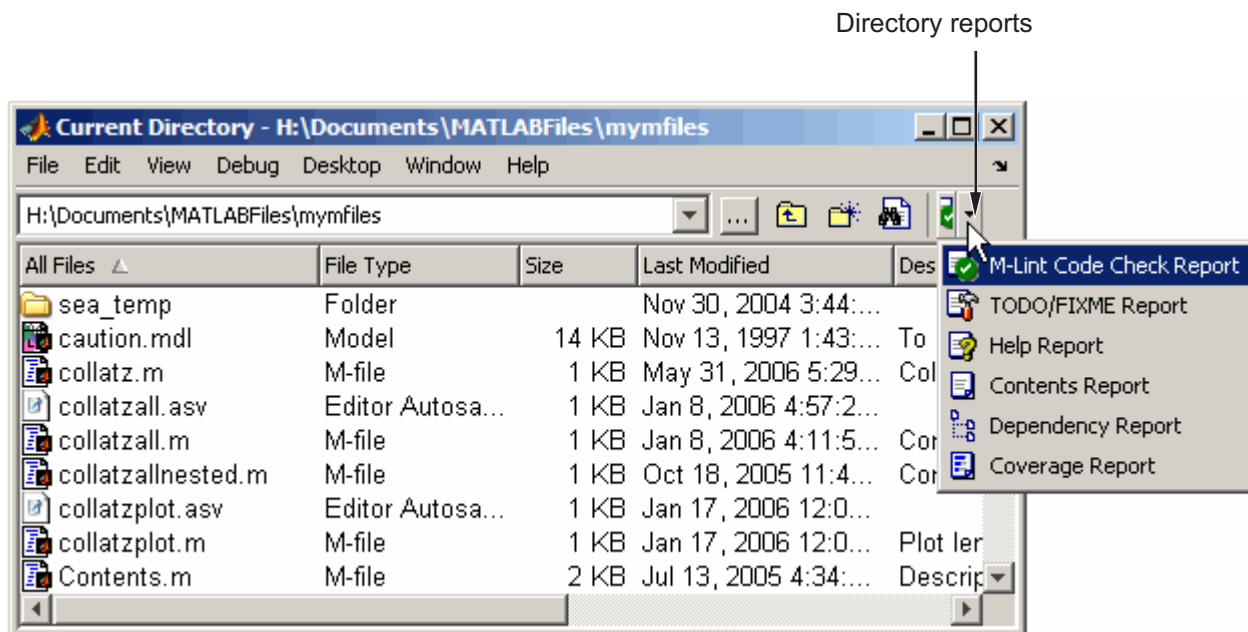 Directory reports
Current Directory - H:\Documents\MATLABFiles\mymfiles
File Edit View Debug Desktop Window Help
H:\Documents\MATLABFiles\mymfiles ...
All Files File Type Size Last Modified Des
sea_temp Folder Nov 30, 2004 3:44:...
caution.mdl Model 14 KB Nov 13, 1997 1:43:... To
collatz.m M-file 1 KB May 31, 2006 5:29... Col
collatzall.asv Editor Autosa... 1 KB Jan 8, 2006 4:57:2...
collatzall.m M-file 1 KB Jan 8, 2006 4:11:5... Cor
collatzallnested.m M-file 1 KB Oct 18, 2005 11:4... Cor
collatzplot.asv Editor Autosa... 1 KB Jan 17, 2006 12:0...
collatzplot.m M-file 1 KB Jan 17, 2006 12:0... Plot ler
Contents.m M-file 2 KB Jul 13, 2005 4:34:... Descrip
M-Lint Code Check Report
TODO/FIXME Report
Help Report
Contents Report
Dependency Report
Coverage Report